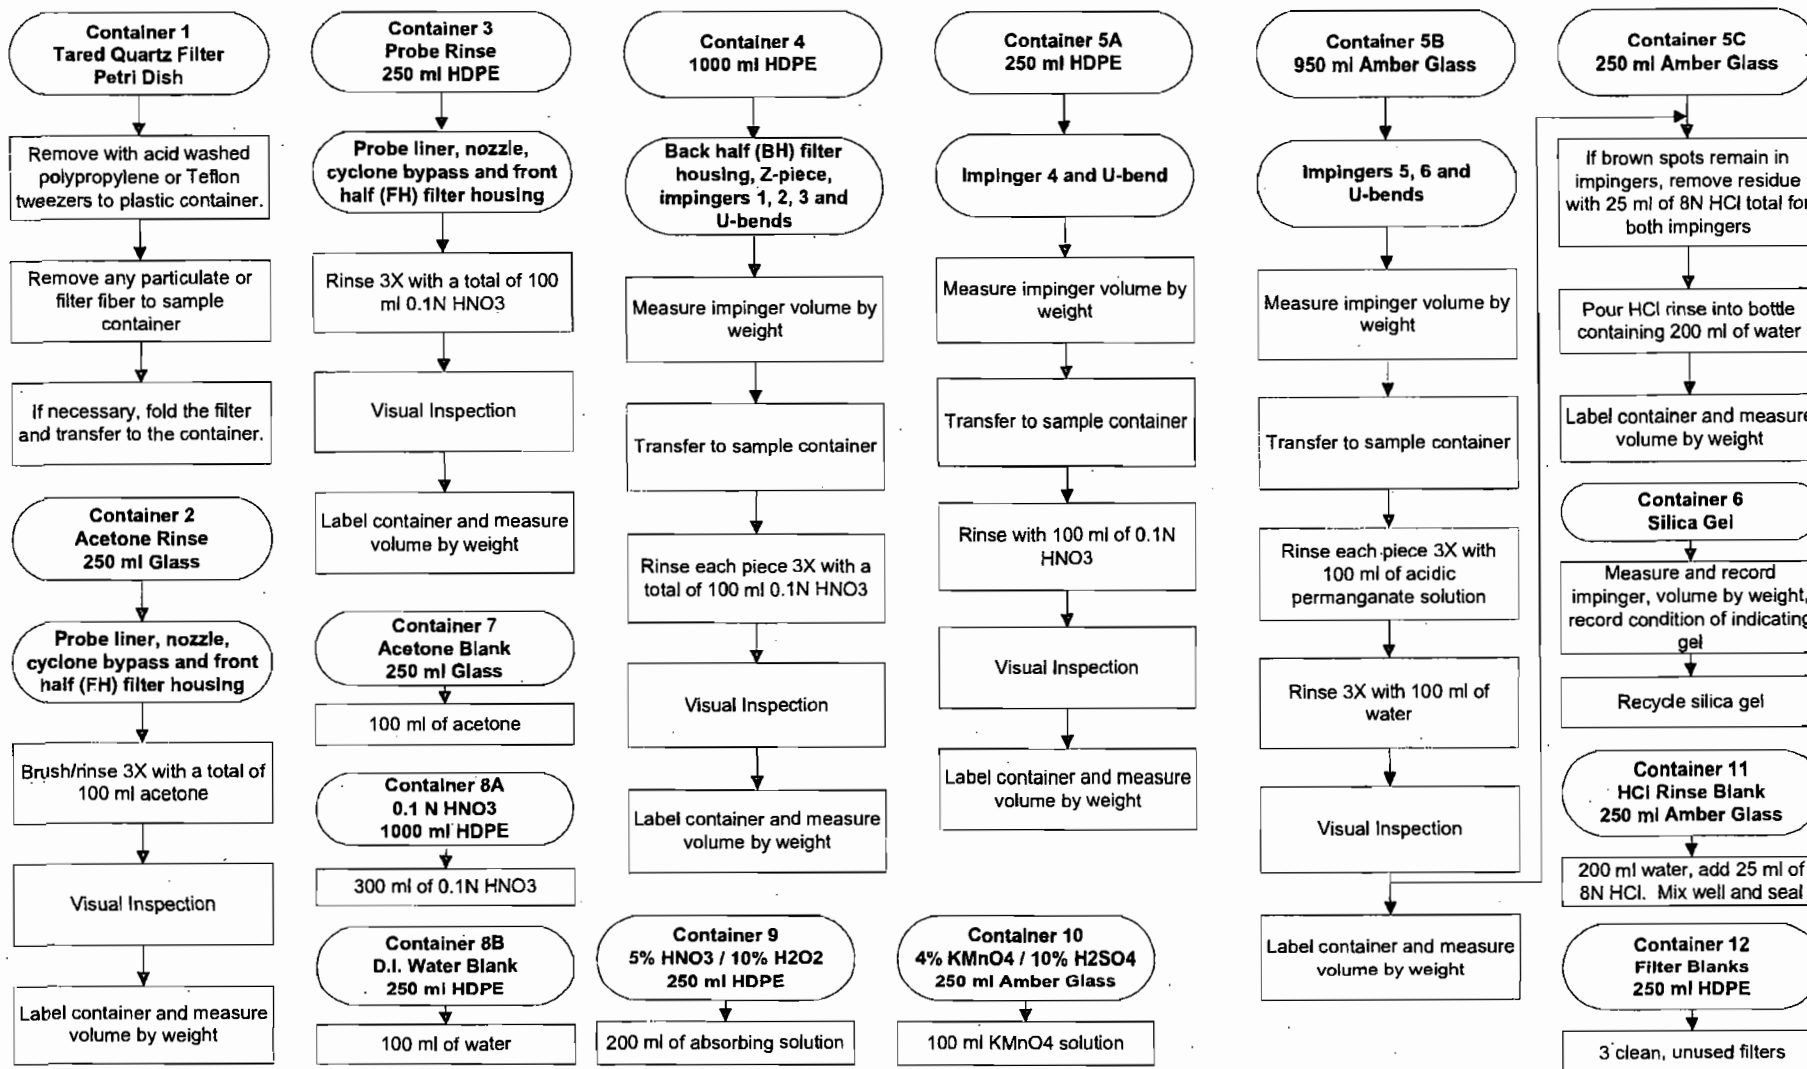 Container 1
Tared Quartz Filter
Petri Dish
Remove with acid washed
polypropylene or Teflon
tweezers to plastic container.
Remove any particulate or
filter fiber to sample
container
If necessary, fold the filter
and transfer to the container.
Container 2
Acetone Rinse
250 ml Glass
Probe liner, nozzle,
cyclone bypass and front
half (FH) filter housing
Brush/rinse 3X with a total of
100 ml acetone
Visual Inspection
Label container and measure
volume by weight
Container 3
Probe Rinse
250 ml HDPE
Probe liner, nozzle,
cyclone bypass and front
half (FH) filter housing
Rinse 3X with a total of 100
ml 0.1N HNO3
Visual Inspection
Label container and measure
volume by weight
Container 7
Acetone Blank
250 ml Glass
100 ml of acetone
Container 8A
0.1 N HNO3
1000 ml HDPE
300 ml of 0.1N HNO3
Container 8B
D.I. Water Blank
250 ml HDPE
100 ml of water
Container 4
1000 ml HDPE
Back half (BH) filter
housing, Z-piece,
impingers 1, 2, 3 and
U-bends
Measure impinger volume by
weight
Transfer to sample container
Rinse each piece 3X with a
total of 100 ml 0.1N HNO3
Visual Inspection
Label container and measure
volume by weight
Container 9
5% HNO3 / 10% H2O2
250 ml HDPE
200 ml of absorbing solution
Container 5A
250 ml HDPE
Impinger 4 and U-bend
Measure impinger volume by
weight
Transfer to sample container
Rinse with 100 ml of 0.1N
HNO3
Visual Inspection
Label container and measure
volume by weight
Container 10
4% KMnO4 / 10% H2SO4
250 ml Amber Glass
100 ml KMnO4 solution
Container 5B
950 ml Amber Glass
Impingers 5, 6 and
U-bends
Measure impinger volume by
weight
Transfer to sample container
Rinse each piece 3X with
100 ml of acidic
permanganate solution
Rinse 3X with 100 ml of
water
Visual Inspection
Label container and measure
volume by weight
Container 5C
250 ml Amber Glass
If brown spots remain in
impingers, remove residue
with 25 ml of 8N HCl total for
both impingers
Pour HCl rinse into bottle
containing 200 ml of water
Label container and measure
volume by weight
Container 6
Silica Gel
Measure and record
impinger, volume by weight,
record condition of indicating
gel
Recycle silica gel
Container 11
HCl Rinse Blank
250 ml Amber Glass
200 ml water, add 25 ml of
8N HCl. Mix well and seal
Container 12
Filter Blanks
250 ml HDPE
3 clean, unused filters